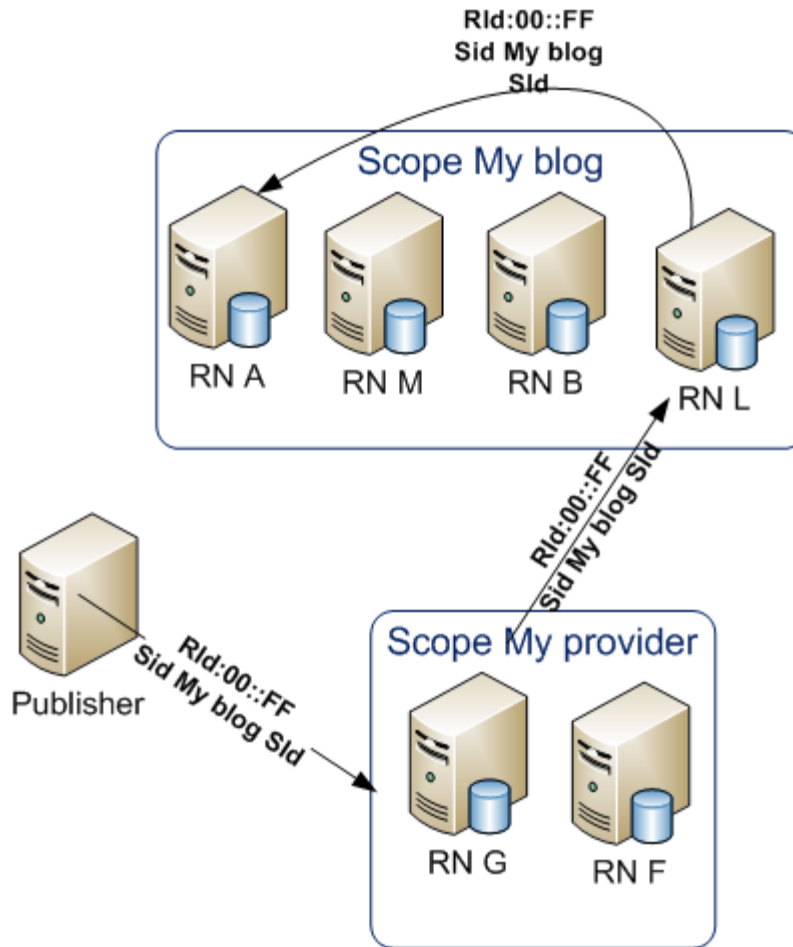 RId:00::FF
Sid My blog
SId
Scope My blog
RN A
RN M
RN B
RN L
RId:00::FF
Sid My blog SId
Scope My provider
Publisher
RId:00::FF
Sid My blog SId
RN G
RN F